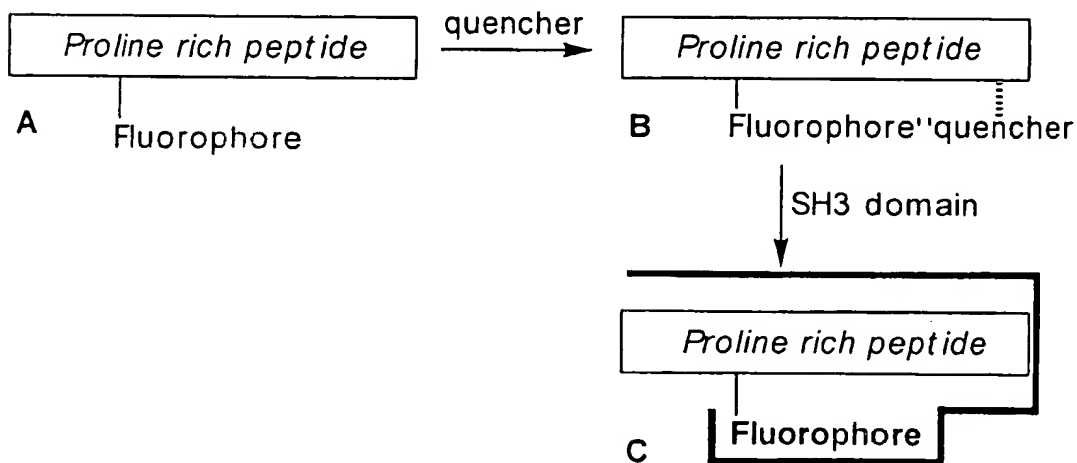 Proline rich peptide
quencher
Proline rich peptide
A
Fluorophore
B
Fluorophore''quencher
SH3 domain
Proline rich peptide
Fluorophore
C